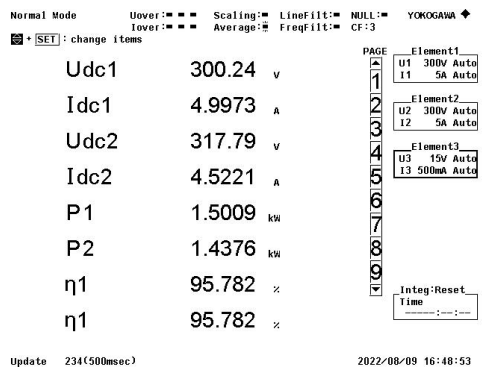 Normal Mode Uover: Scaling: LineFilt: NULL: YOKOGAWA
Iover: Average: FreqFilt: CF:3
+ SET : change items
PAGE
Udc1 300.24 V
Idc1 4.9973 A
Udc2 317.79 V
Idc2 4.5221 A
P1 1.5009 kW
P2 1.4376 kW
η1 95.782 %
η1 95.782 %
1
2
3
4
5
6
7
8
9
Element1
U1 300V Auto
I1 5A Auto
Element2
U2 300V Auto
I2 5A Auto
Element3
U3 15V Auto
I3 500mA Auto
Integ:Reset
Time
-----:--:--
Update 234(500msec) 2022/08/09 16:48:53